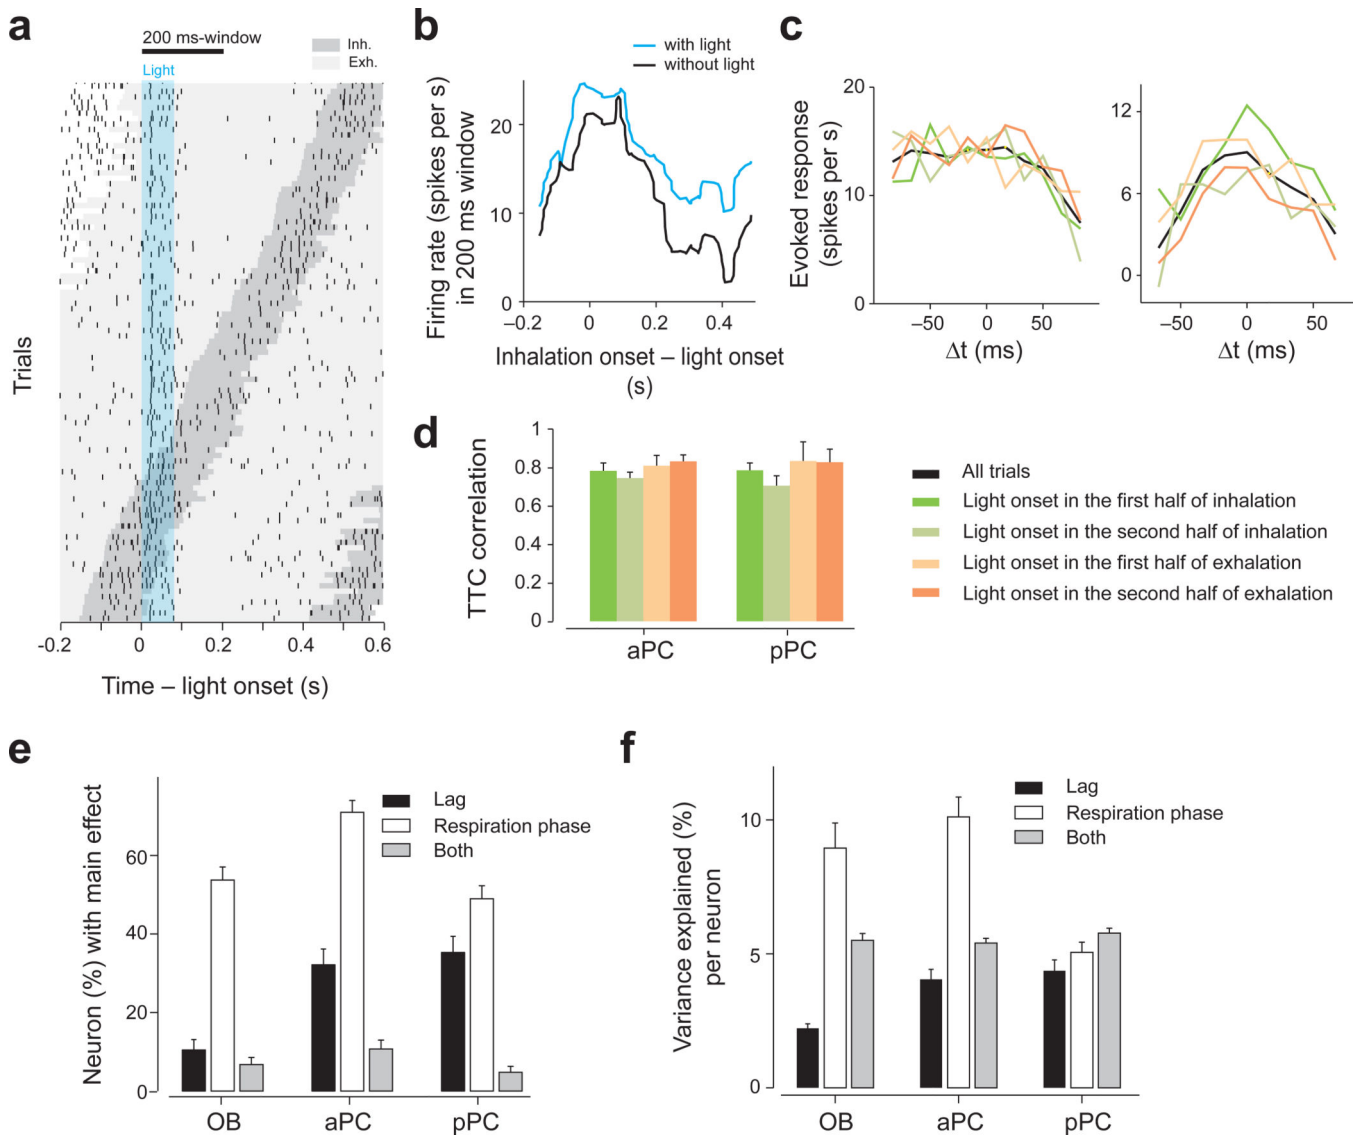 a
200 ms-window
Inh.
Exh.
Light
Trials
-0.2
0
0.2
0.4
0.6
Time – light onset (s)
b
with light
without light
Firing rate (spikes per s)
in 200 ms window
20
10
0
–0.2
0
0.2
0.4
Inhalation onset – light onset
(s)
c
Evoked response
(spikes per s)
20
10
0
–50
0
50
Δt (ms)
12
6
0
–50
0
50
Δt (ms)
d
TTC correlation
1
0.8
0.6
0.4
0.2
0
aPC
pPC
All trials
Light onset in the first half of inhalation
Light onset in the second half of inhalation
Light onset in the first half of exhalation
Light onset in the second half of exhalation
e
Neuron (%) with main effect
60
40
20
0
Lag
Respiration phase
Both
OB
aPC
pPC
f
Variance explained (%)
per neuron
10
5
0
Lag
Respiration phase
Both
OB
aPC
pPC